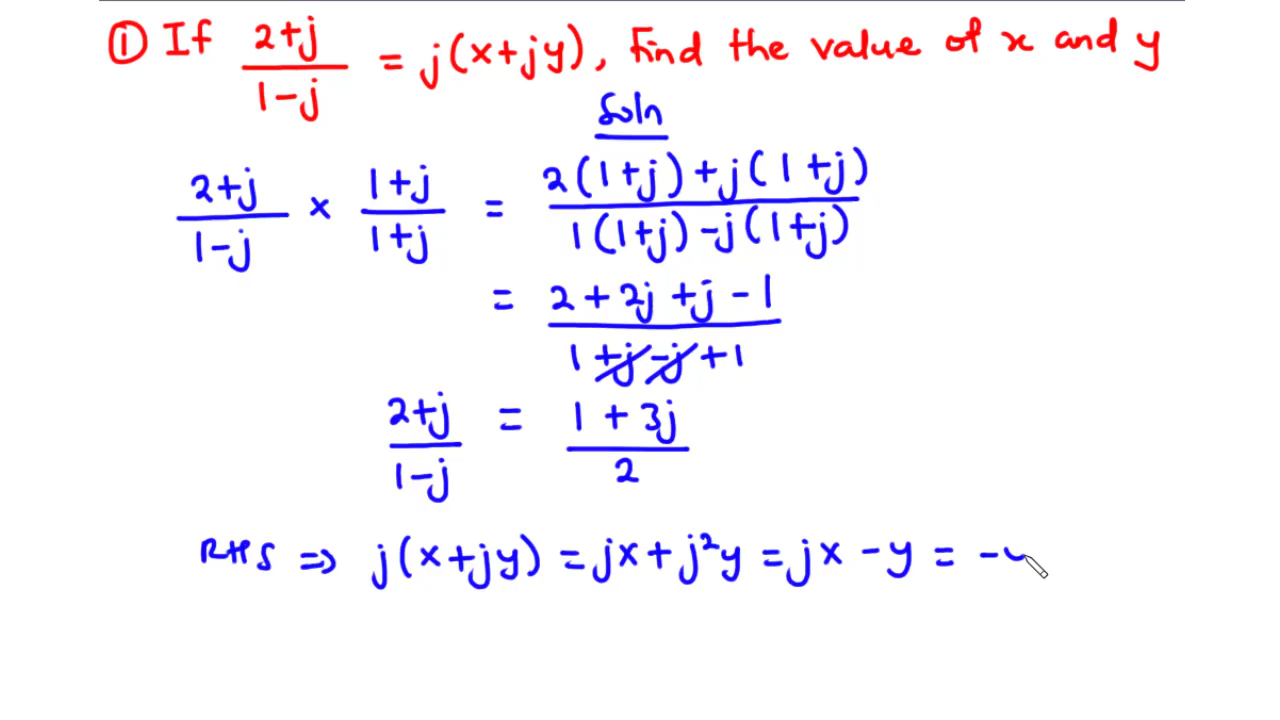 ① If (2+j)/(1-j) = j(x+jy), Find the value of x and y
Soln
(2+j)/(1-j) × (1+j)/(1+j) = (2(1+j)+j(1+j))/(1(1+j)-j(1+j))
= (2+2j+j-1)/(1+j-j+1)
(2+j)/(1-j) = (1+3j)/2
RHS ⇒ j(x+jy) = jx+j²y = jx-y = -